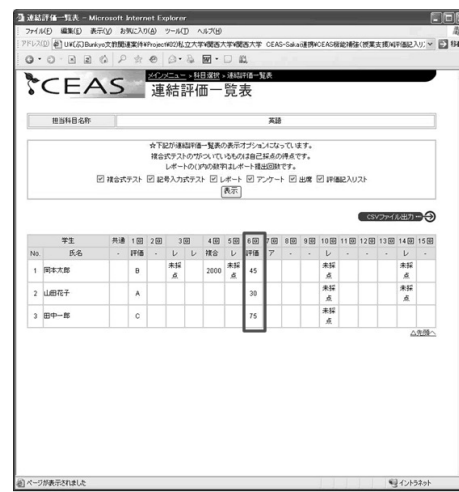 連結評価一覧表 - Microsoft Internet Explorer
ファイル(F) 編集(E) 表示(V) お気に入り(A) ツール(T) ヘルプ(H)
アドレス(D)
CEAS
メインメニュー > 科目選択 > 連結評価一覧表
連結評価一覧表
担当科目名称 英語
☆下記が連結評価一覧表の表示オプションになっています。
複合式テストの*がついているものは自己採点の得点です。
レポートの()内の数字はレポート提出回数です。
複合式テスト 記号入力式テスト レポート アンケート 出席 評価記入リスト
表示
CSVファイル(出力)
学生 共通 1回 2回 3回 4回 5回 6回 7回 8回 9回 10回 11回 12回 13回 14回 15回
No. 氏名 - 評価 - レ レ 複合 レ 評価 ア - - レ - - - レ -
1 岡本太郎 B 未採点 2000 未採点 45 未採点 未採点
2 山田花子 A 30 未採点 未採点
3 田中一郎 C 75 未採点 未採点
△先頭へ
ページが表示されました インターネット